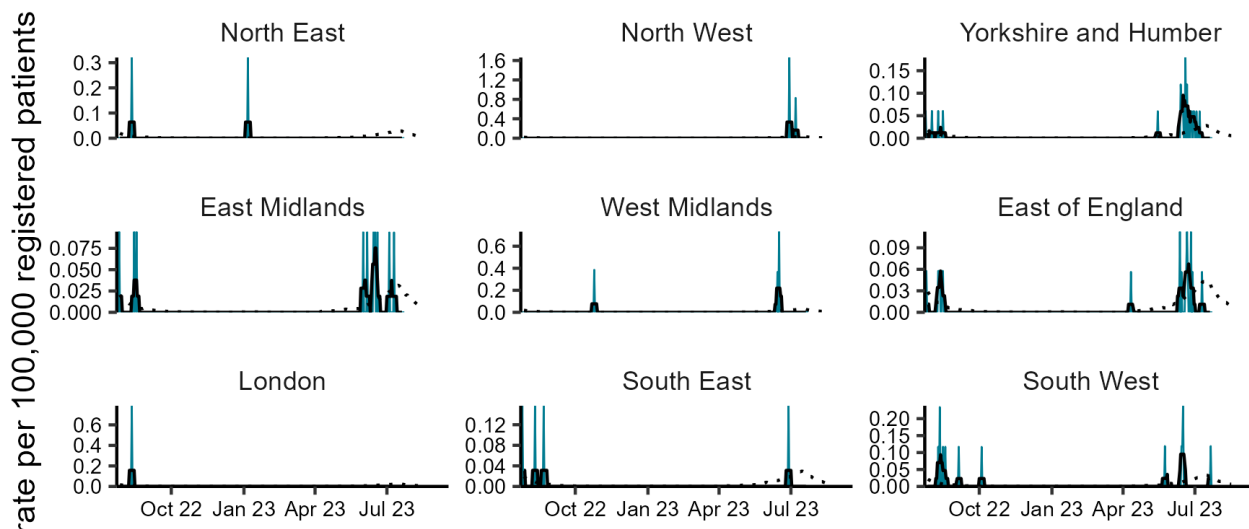 rate per 100,000 registered patients
North East
0.3
0.2
0.1
0.0
North West
1.6
1.2
0.8
0.4
0.0
Yorkshire and Humber
0.15
0.10
0.05
0.00
East Midlands
0.075
0.050
0.025
0.000
West Midlands
0.6
0.4
0.2
0.0
East of England
0.09
0.06
0.03
0.00
London
0.6
0.4
0.2
0.0
Oct 22 Jan 23 Apr 23 Jul 23
South East
0.12
0.08
0.04
0.00
Oct 22 Jan 23 Apr 23 Jul 23
South West
0.20
0.15
0.10
0.05
0.00
Oct 22 Jan 23 Apr 23 Jul 23